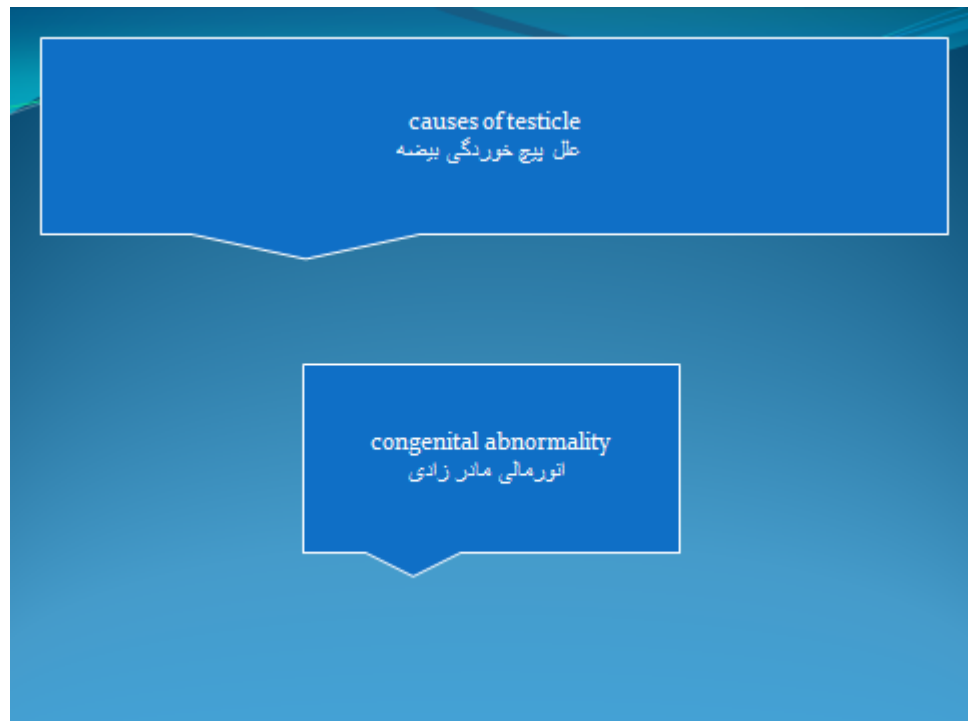 causes of testicle
علل پیچ خوردگی بیضه
congenital abnormality
انورمالی مادر زادی